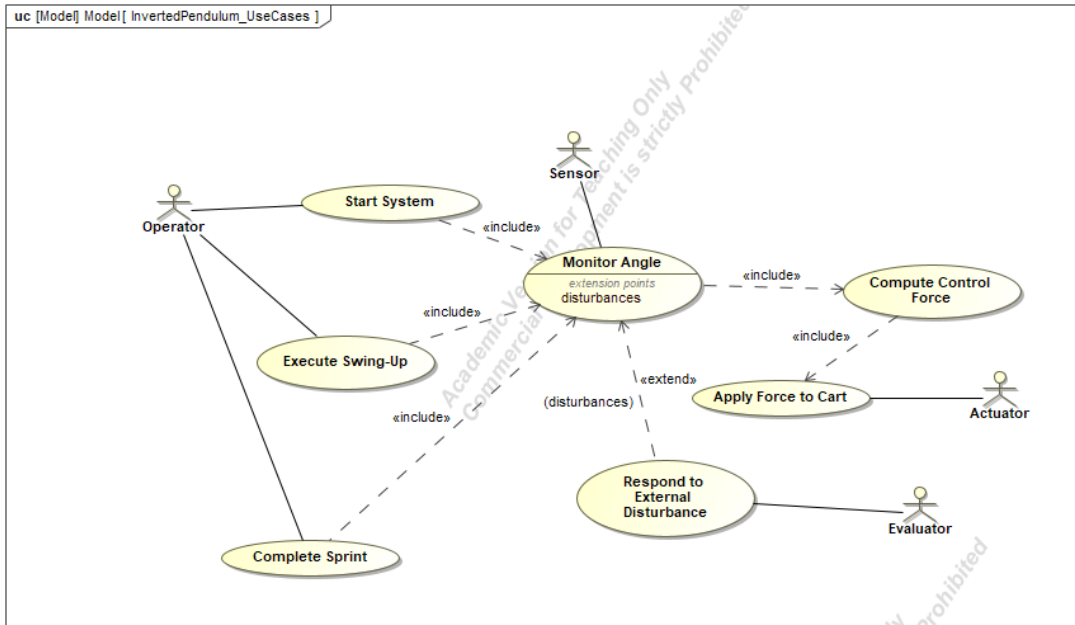 uc [Model] Model [ InvertedPendulum_UseCases ]
Academic Version for Teaching Only
Commercial Development is strictly Prohibited
Sensor
Operator
Start System
«include»
Monitor Angle
extension points
disturbances
«include»
Compute Control
Force
«include»
Execute Swing-Up
«include»
«extend»
(disturbances)
Apply Force to Cart
Actuator
«include»
Respond to
External
Disturbance
Evaluator
Complete Sprint
Prohibited